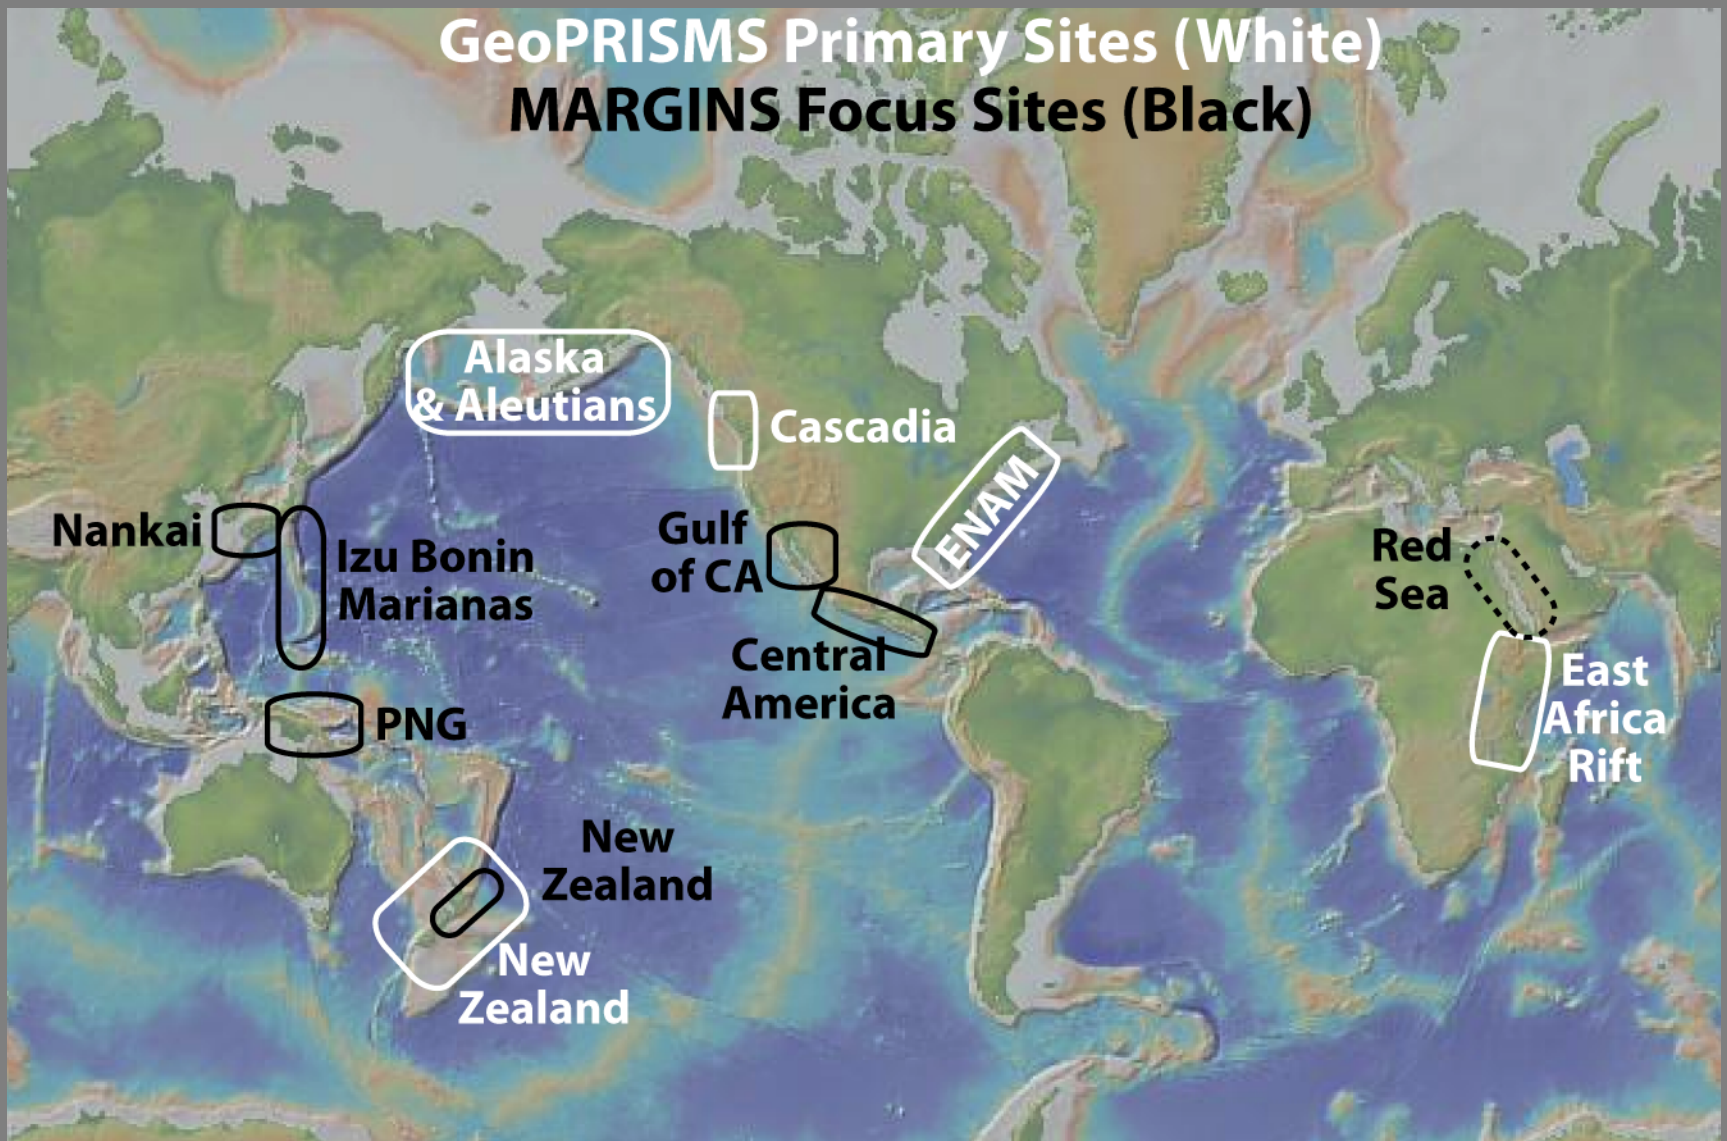 GeoPRISMS Primary Sites (White)
MARGINS Focus Sites (Black)
Alaska
& Aleutians
Cascadia
ENAM
Nankai
Izu Bonin
Marianas
Gulf
of CA
Red
Sea
Central
America
East
Africa
Rift
PNG
New
Zealand
New
Zealand